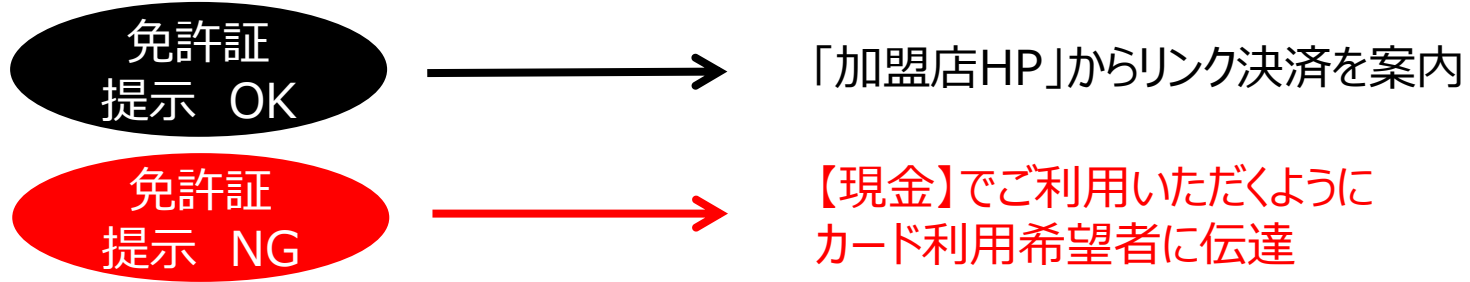 免許証
提示　OK
「加盟店HP」からリンク決済を案内
免許証
提示　NG
【現金】でご利用いただくように
カード利用希望者に伝達